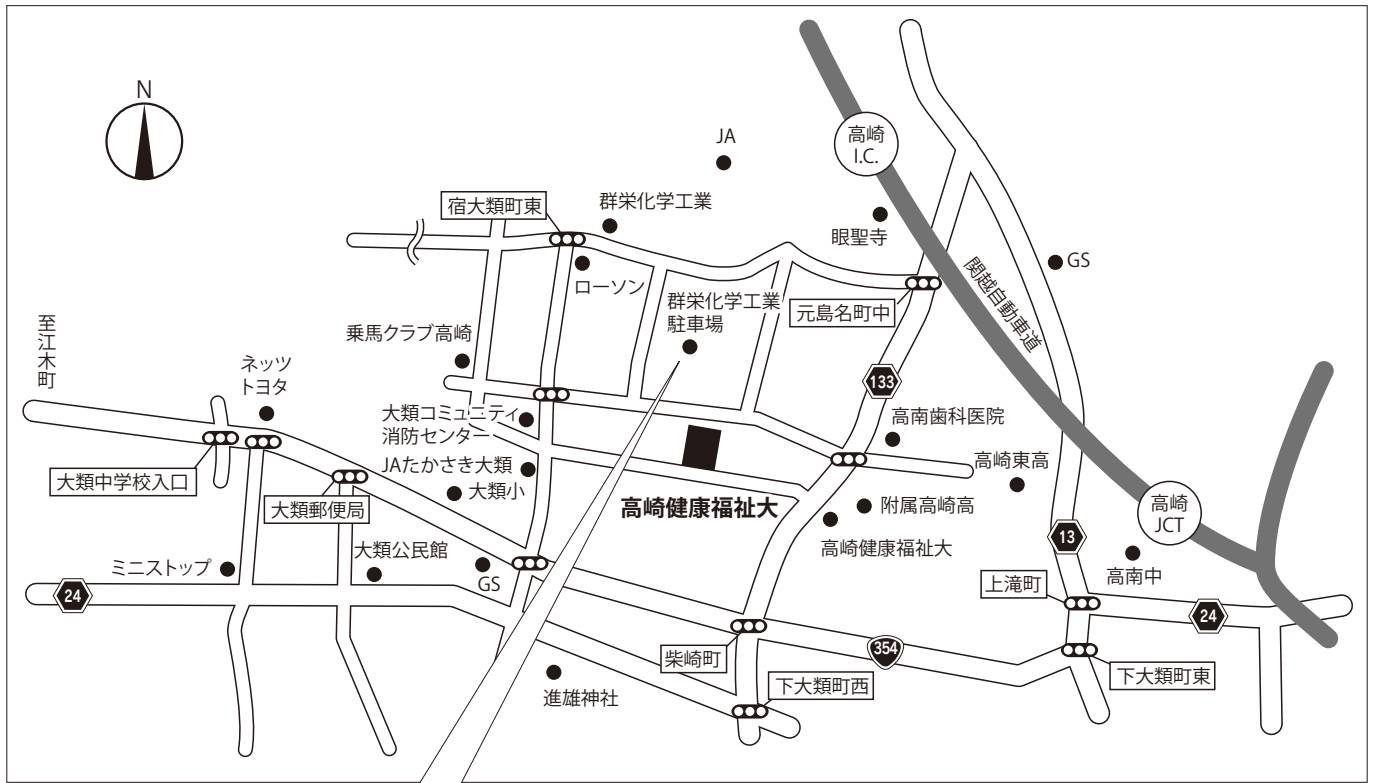 N
JA
高崎
I.C.
群栄化学工業
宿大類町東
眼聖寺
GS
ローソン
関越自動車道
群栄化学工業
駐車場
元島名町中
至江木町
乗馬クラブ高崎
ネッツ
トヨタ
133
大類コミュニティ
消防センター
高南歯科医院
JAたかさき大類
高崎東高
大類中学校入口
大類小
高崎健康福祉大
附属高崎高
大類郵便局
高崎
JCT
13
高崎健康福祉大
大類公民館
ミニストップ
GS
高南中
上滝町
24
24
354
柴崎町
下大類町西
下大類町東
進雄神社